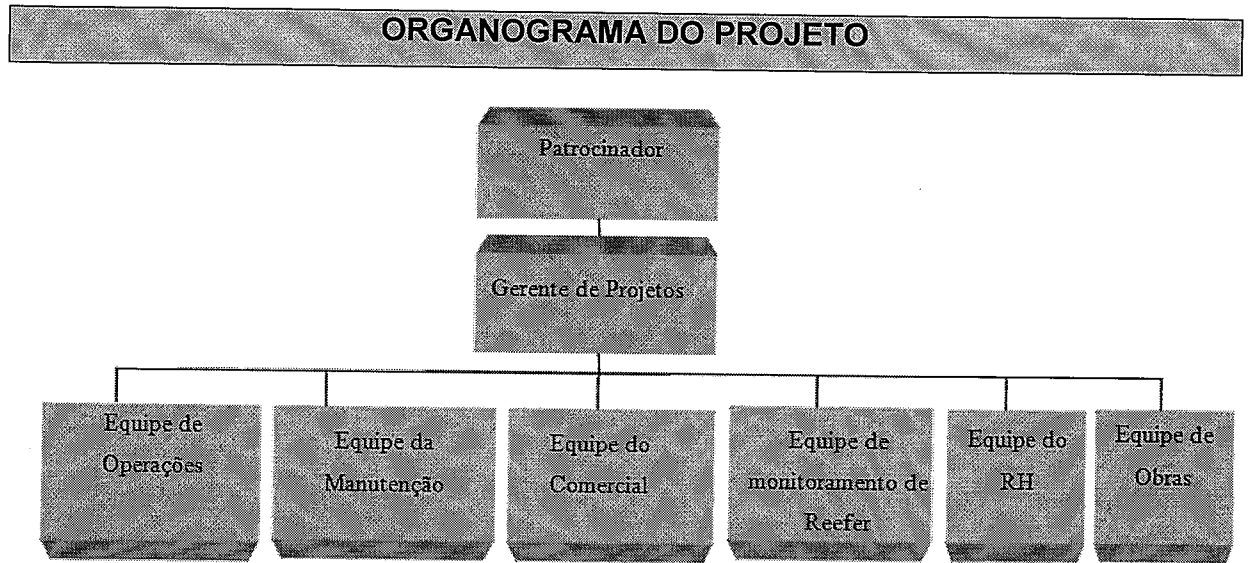 ORGANOGRAMA DO PROJETO
Patrocinador
Gerente de Projetos
Equipe de
Operações
Equipe da
Manutenção
Equipe do
Comercial
Equipe de
monitoramento de
Reefer
Equipe do
RH
Equipe de
Obras